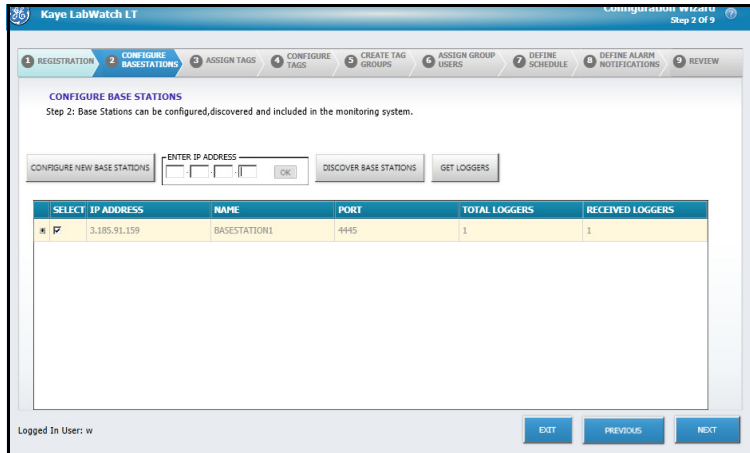 Kaye LabWatch LT
Configuration Wizard
Step 2 Of 9
1 REGISTRATION
2 CONFIGURE BASESTATIONS
3 ASSIGN TAGS
4 CONFIGURE TAGS
5 CREATE TAG GROUPS
6 ASSIGN GROUP USERS
7 DEFINE SCHEDULE
8 DEFINE ALARM NOTIFICATIONS
9 REVIEW
CONFIGURE BASE STATIONS
Step 2: Base Stations can be configured,discovered and included in the monitoring system.
CONFIGURE NEW BASE STATIONS
ENTER IP ADDRESS
OK
DISCOVER BASE STATIONS
GET LOGGERS
SELECT IP ADDRESS NAME PORT TOTAL LOGGERS RECEIVED LOGGERS
3.185.91.159 BASESTATION1 4445 1 1
Logged In User: w
EXIT
PREVIOUS
NEXT